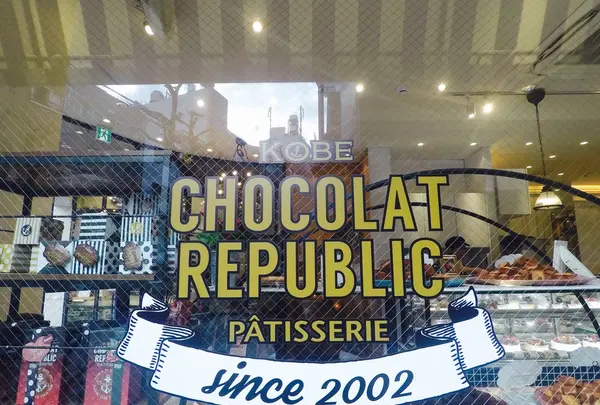 KOBE
CHOCOLAT
REPUBLIC
PÂTISSERIE
since 2002